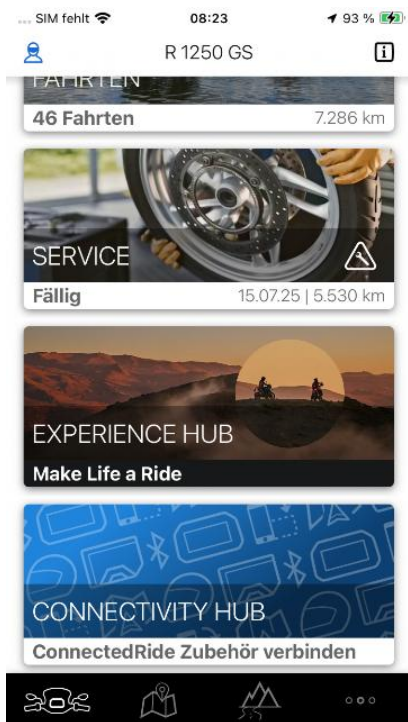 .... SIM fehlt 08:23 93 %
R 1250 GS
FAHRTEN
46 Fahrten 7.286 km
SERVICE
Fällig 15.07.25 | 5.530 km
EXPERIENCE HUB
Make Life a Ride
CONNECTIVITY HUB
ConnectedRide Zubehör verbinden